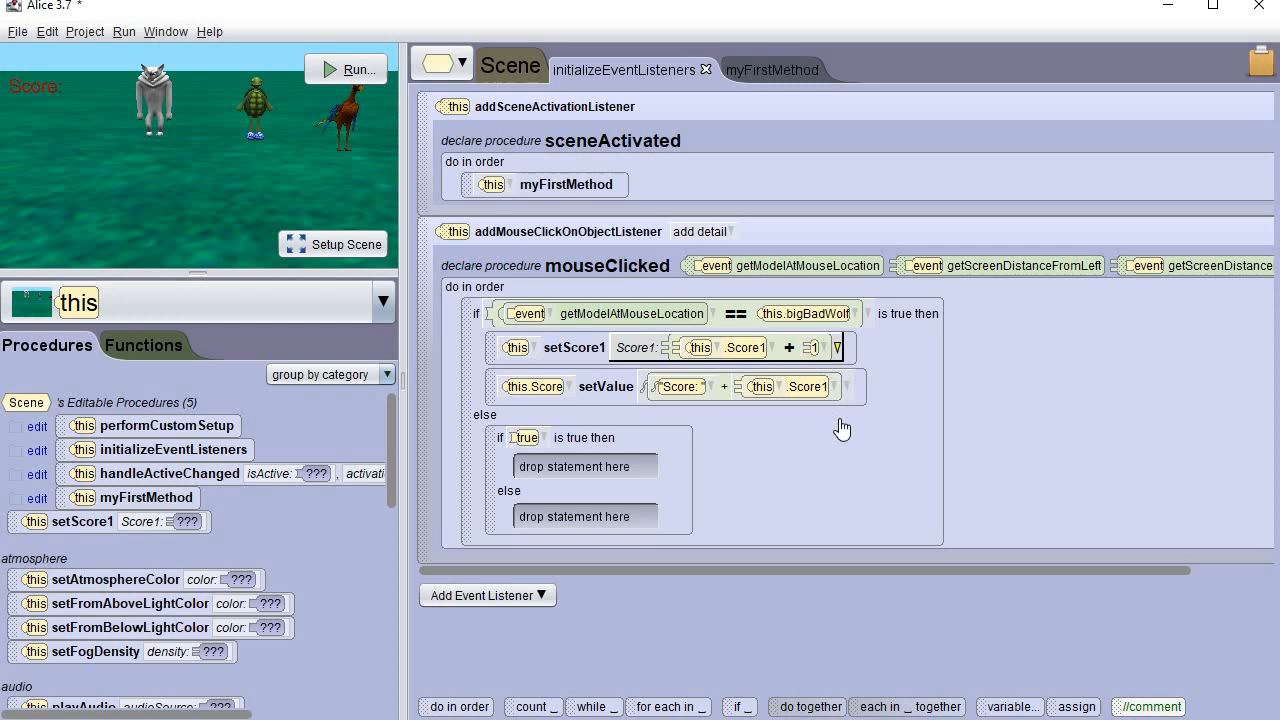 Alice 3.7 *
File Edit Project Run Window Help
Score:
Run...
Setup Scene
Scene initializeEventListeners myFirstMethod
this addSceneActivationListener
declare procedure sceneActivated
do in order
this myFirstMethod
this addMouseClickOnObjectListener add detail
declare procedure mouseClicked event getModelAtMouseLocation event getScreenDistanceFromLeft event getScreenDistance
do in order
if event getModelAtMouseLocation == this.bigBadWolf is true then
this setScore1 Score1: this .Score1 + 1
this.Score setValue "Score: " + this .Score1
else
if true is true then
drop statement here
else
drop statement here
Add Event Listener
do in order count _ while _ for each in _ if _ do together each in _ together variable... assign //comment
this
Procedures Functions
group by category
Scene 's Editable Procedures (5)
edit this performCustomSetup
edit this initializeEventListeners
edit this handleActiveChanged isActive: ??? , activati
edit this myFirstMethod
this setScore1 Score1: ???
atmosphere
this setAtmosphereColor color: ???
this setFromAboveLightColor color: ???
this setFromBelowLightColor color: ???
this setFogDensity density: ???
audio
this playAudio audioSource: ???